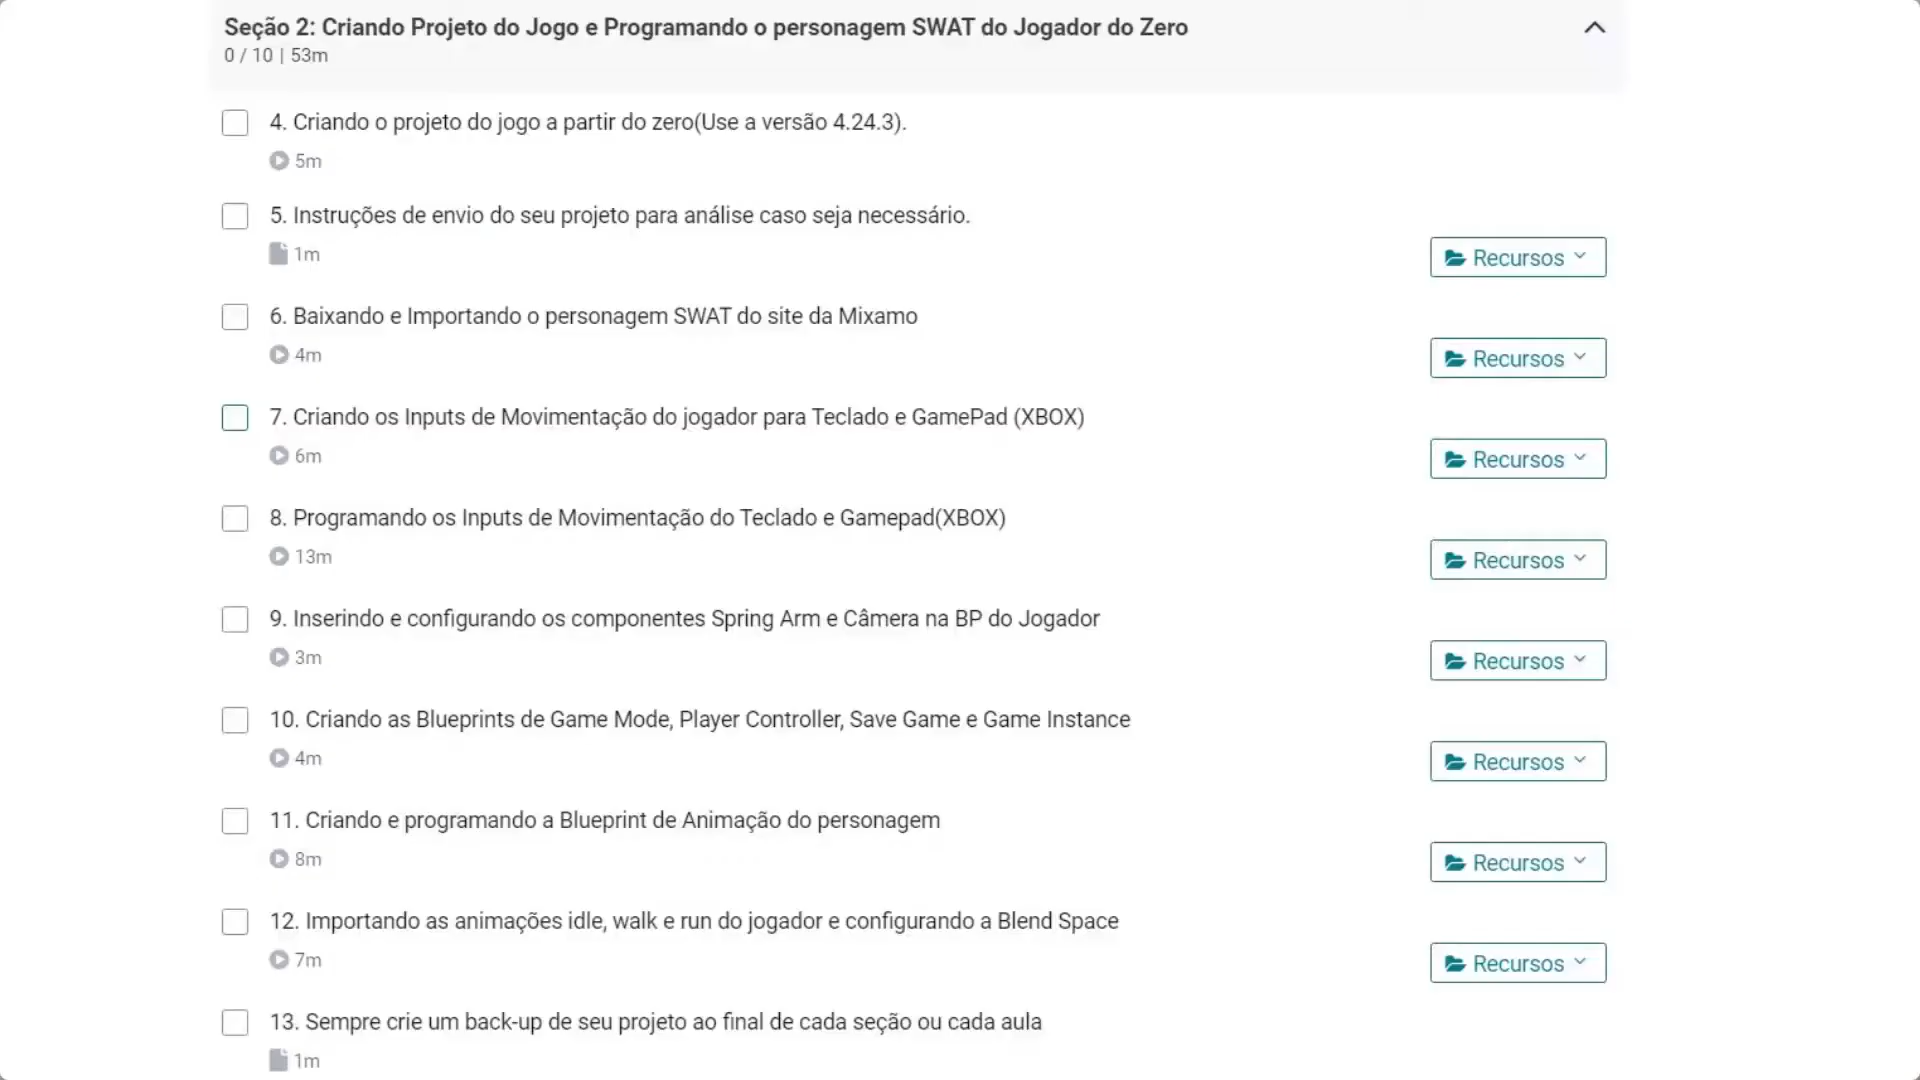 Seção 2: Criando Projeto do Jogo e Programando o personagem SWAT do Jogador do Zero
0 / 10 | 53m
4. Criando o projeto do jogo a partir do zero(Use a versão 4.24.3).
5m
5. Instruções de envio do seu projeto para análise caso seja necessário.
1m
Recursos
6. Baixando e Importando o personagem SWAT do site da Mixamo
4m
Recursos
7. Criando os Inputs de Movimentação do jogador para Teclado e GamePad (XBOX)
6m
Recursos
8. Programando os Inputs de Movimentação do Teclado e Gamepad(XBOX)
13m
Recursos
9. Inserindo e configurando os componentes Spring Arm e Câmera na BP do Jogador
3m
Recursos
10. Criando as Blueprints de Game Mode, Player Controller, Save Game e Game Instance
4m
Recursos
11. Criando e programando a Blueprint de Animação do personagem
8m
Recursos
12. Importando as animações idle, walk e run do jogador e configurando a Blend Space
7m
Recursos
13. Sempre crie um back-up de seu projeto ao final de cada seção ou cada aula
1m